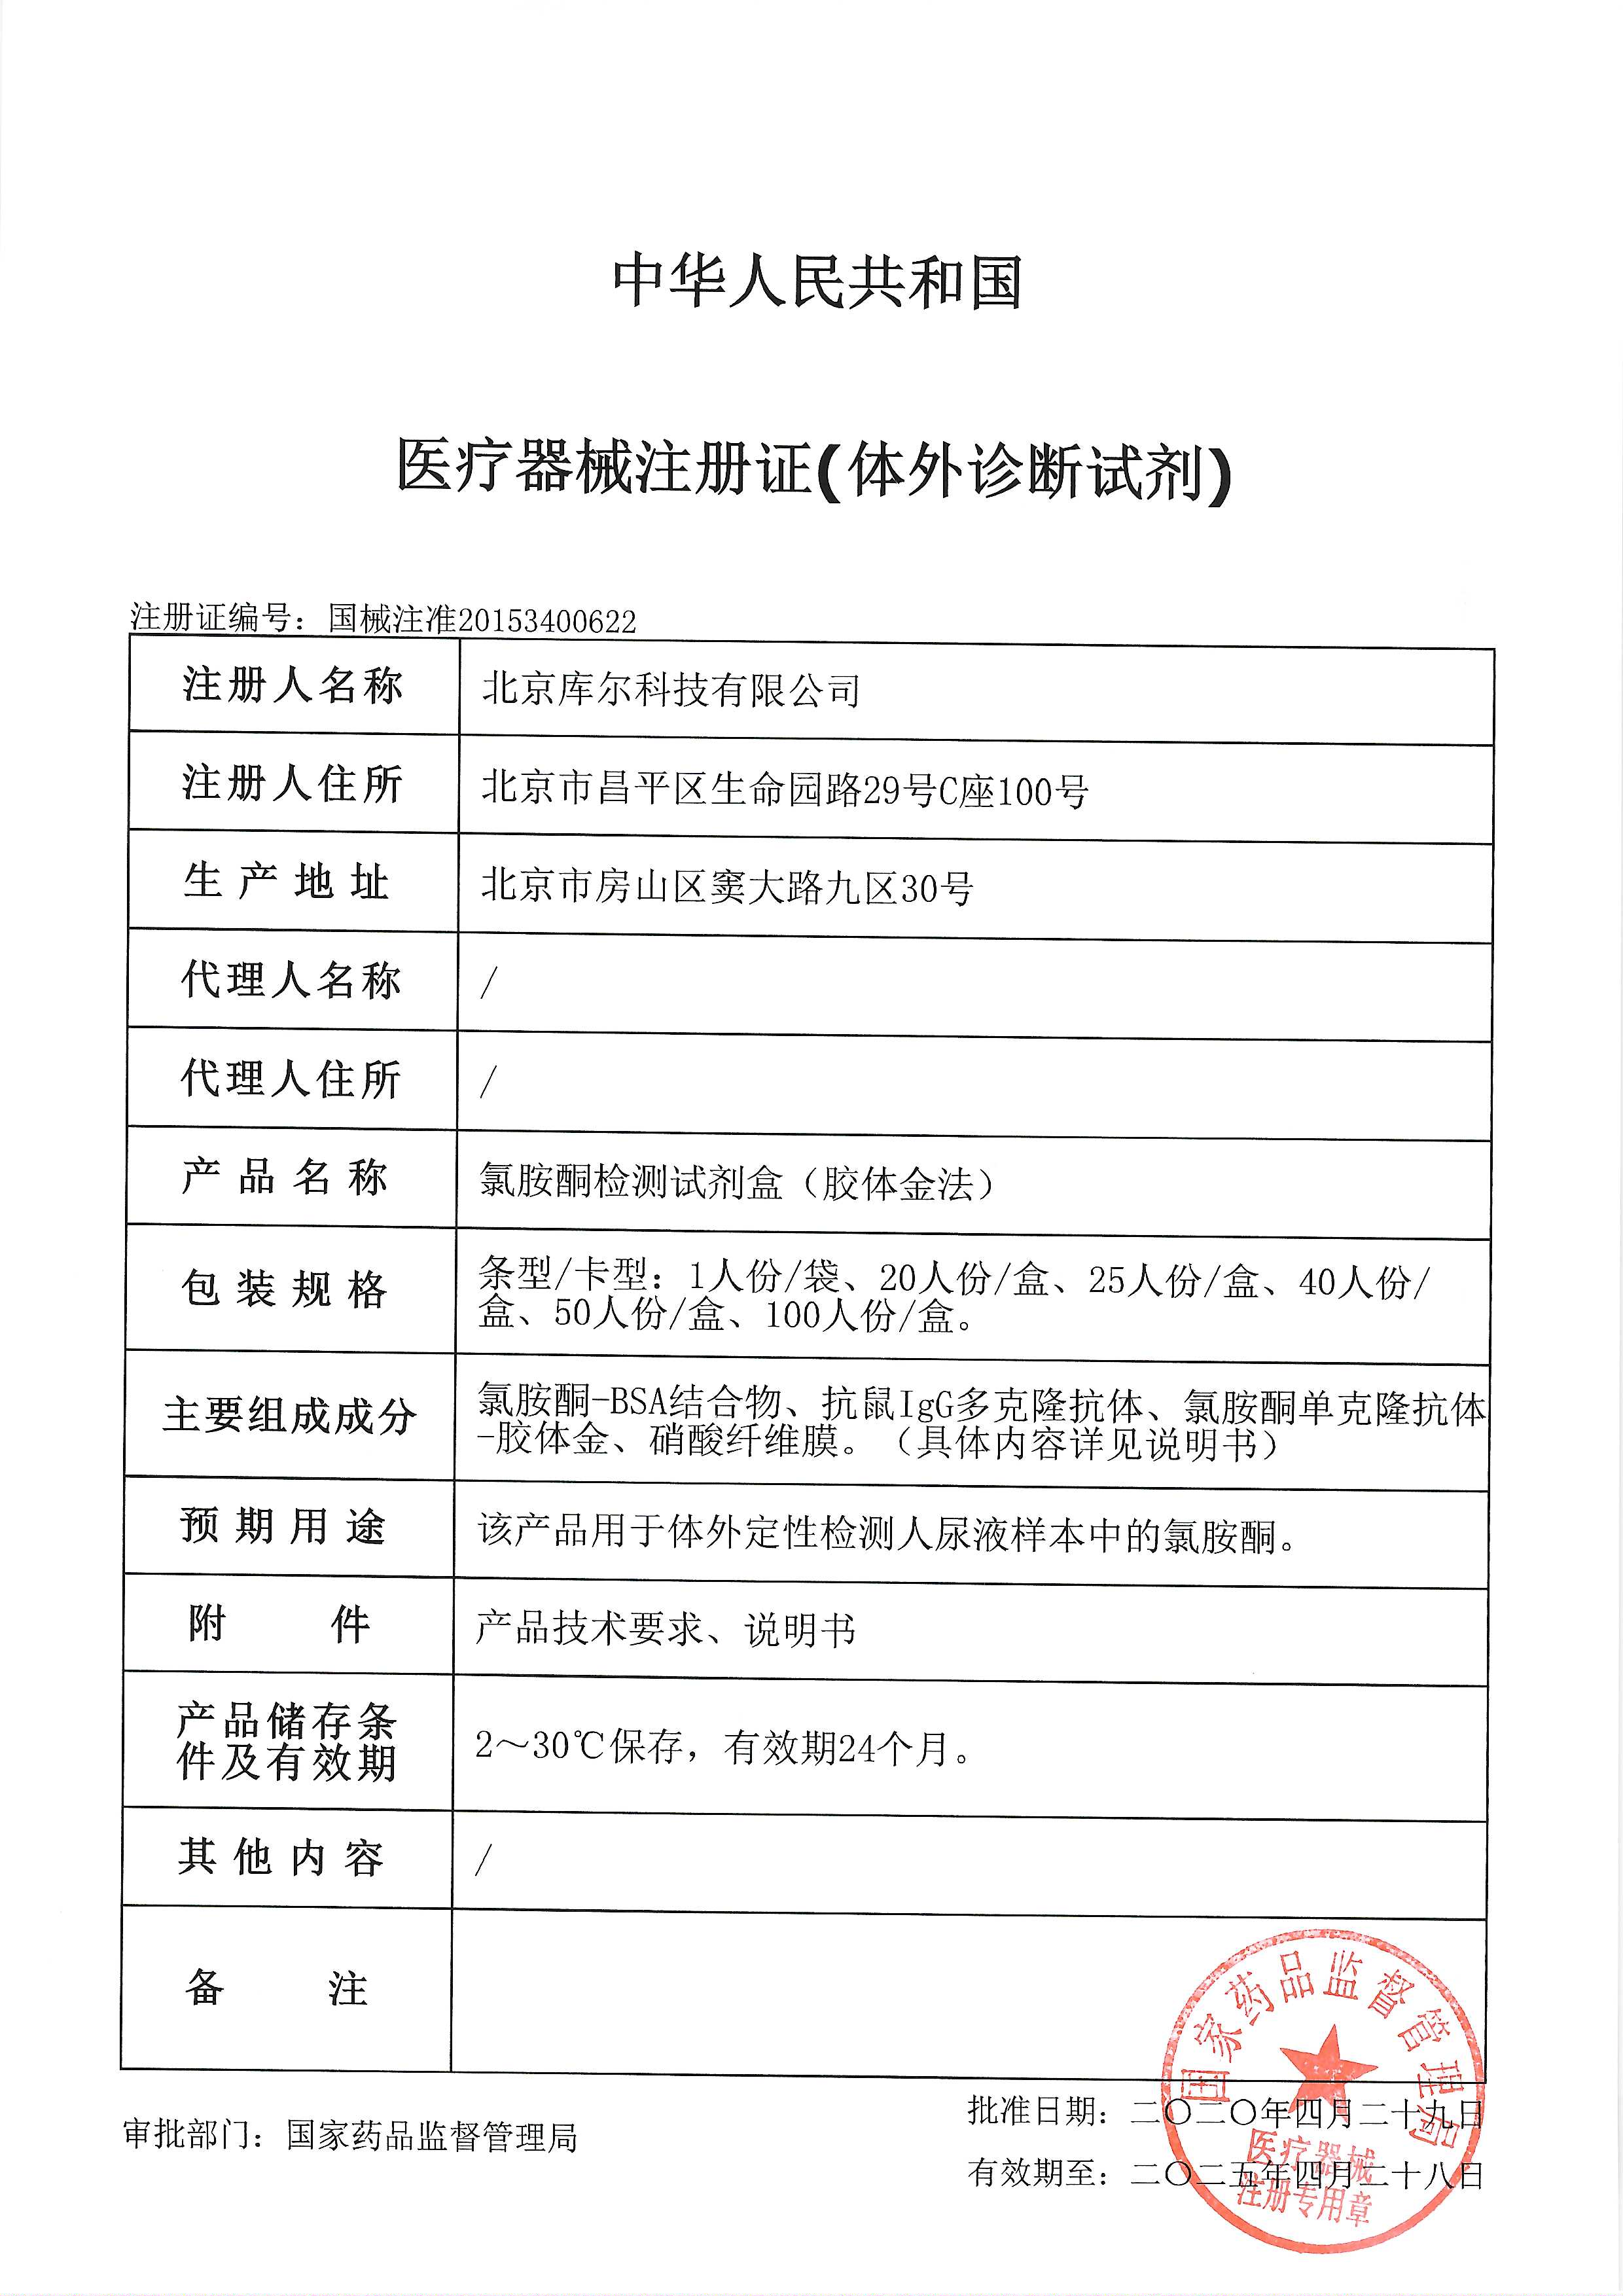 中华人民共和国
医疗器械注册证(体外诊断试剂)
注册证编号：国械注准20153400622
注册人名称 北京库尔科技有限公司
注册人住所 北京市昌平区生命园路29号C座100号
生产地址 北京市房山区窦大路九区30号
代理人名称 /
代理人住所 /
产品名称 氯胺酮检测试剂盒（胶体金法）
包装规格 条型/卡型：1人份/袋、20人份/盒、25人份/盒、40人份/
盒、50人份/盒、100人份/盒。
主要组成成分 氯胺酮-BSA结合物、抗鼠IgG多克隆抗体、氯胺酮单克隆抗体
-胶体金、硝酸纤维膜。（具体内容详见说明书）
预期用途 该产品用于体外定性检测人尿液样本中的氯胺酮。
附件 产品技术要求、说明书
产品储存条
件及有效期 2～30℃保存，有效期24个月。
其他内容 /
备注
审批部门：国家药品监督管理局
批准日期：二〇二〇年四月二十九日
有效期至：二〇二五年四月二十八日
国家药品监督管理局
医疗器械
注册专用章